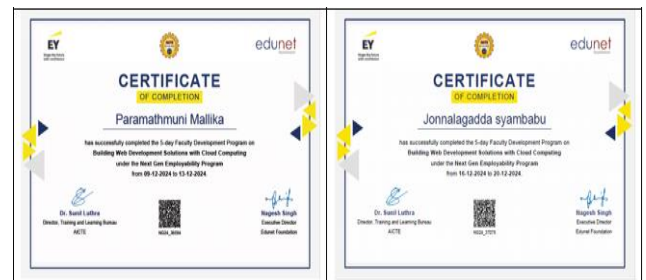 EY
edunet
CERTIFICATE
OF COMPLETION
Paramathmuni Mallika
has successfully completed the 5-day Faculty Development Program on
Building Web Development Solutions with Cloud Computing
under the Next Gen Employability Program
from 09-12-2024 to 13-12-2024
Dr. Sunil Luthra
Director, Training and Learning Bureau
AICTE
Nagesh Singh
Executive Director
Edunet Foundation
EY
edunet
CERTIFICATE
OF COMPLETION
Jonnalagadda syambabu
has successfully completed the 5-day Faculty Development Program on
Building Web Development Solutions with Cloud Computing
under the Next Gen Employability Program
from 16-12-2024 to 20-12-2024
Dr. Sunil Luthra
Director, Training and Learning Bureau
AICTE
Nagesh Singh
Executive Director
Edunet Foundation